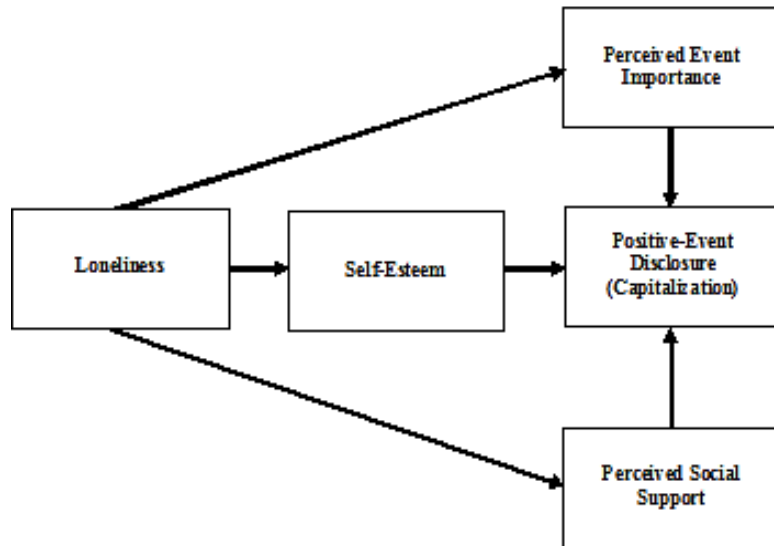 Perceived Event
Importance
Loneliness
Self-Esteem
Positive-Event
Disclosure
(Capitalization)
Perceived Social
Support